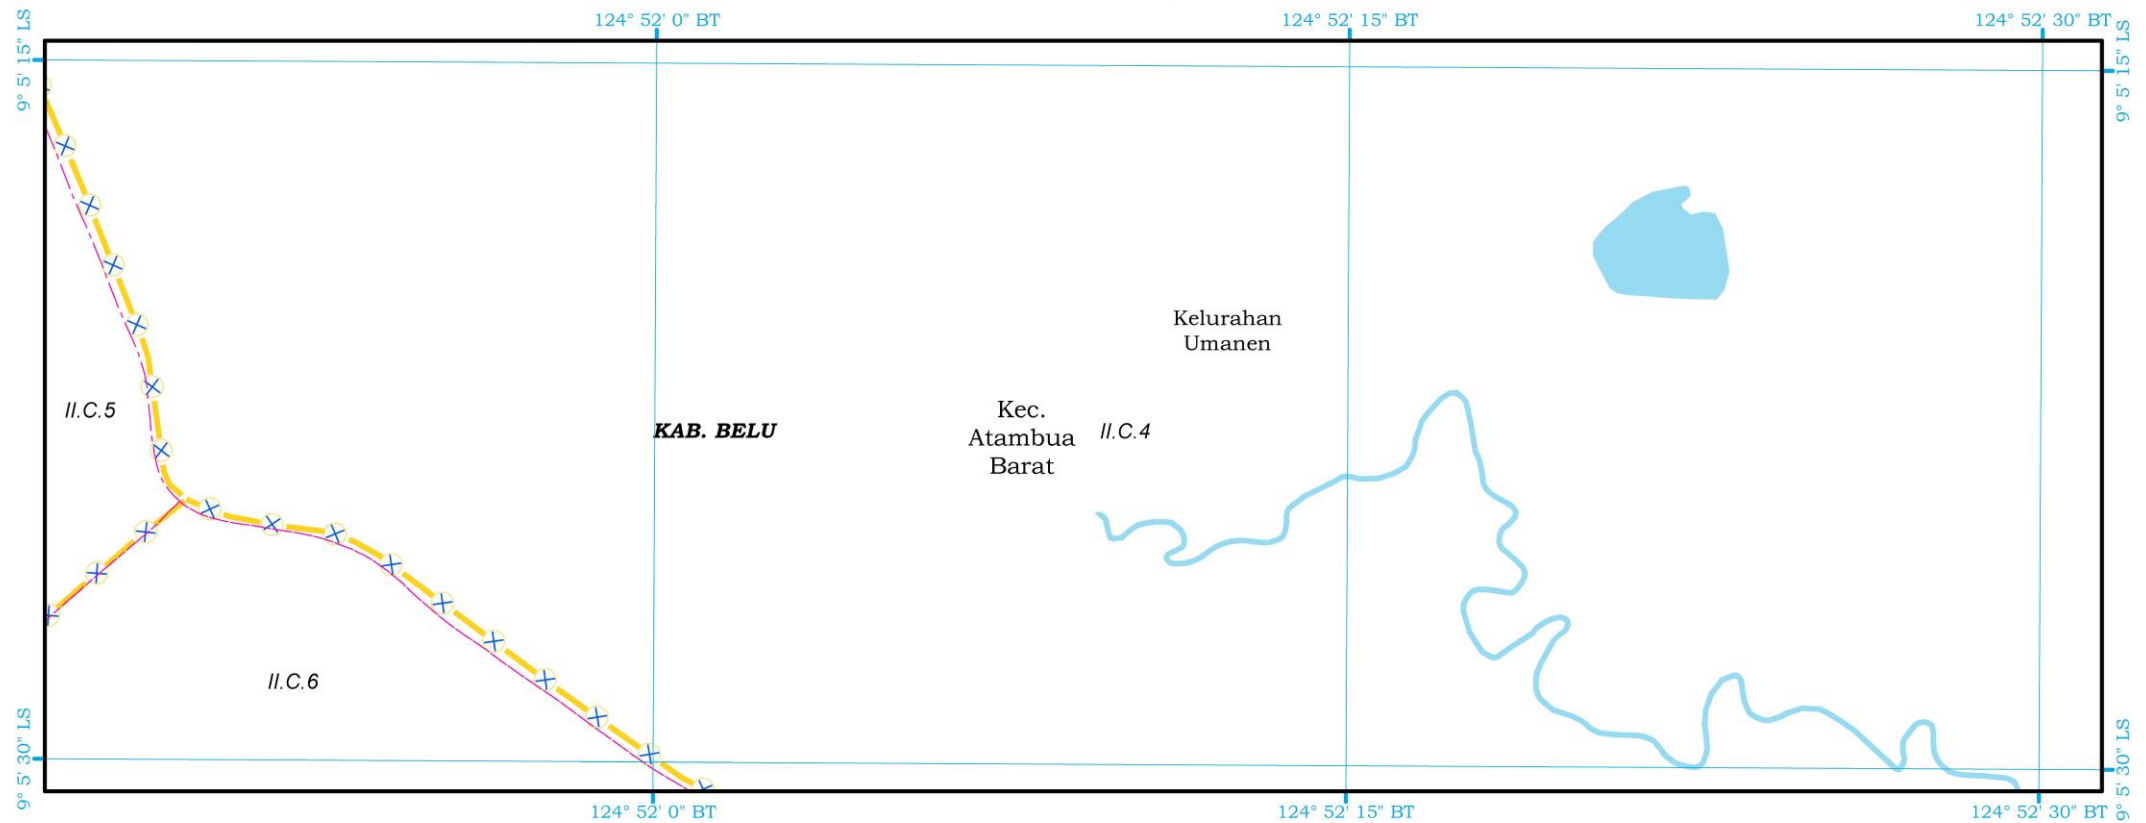 124° 52' 0" BT
124° 52' 15" BT
124° 52' 30" BT
9° 5' 15" LS
9° 5' 15" LS
Kelurahan
Umanen
II.C.5
KAB. BELU
Kec.
Atambua
Barat
II.C.4
II.C.6
9° 5' 30" LS
9° 5' 30" LS
124° 52' 0" BT
124° 52' 15" BT
124° 52' 30" BT